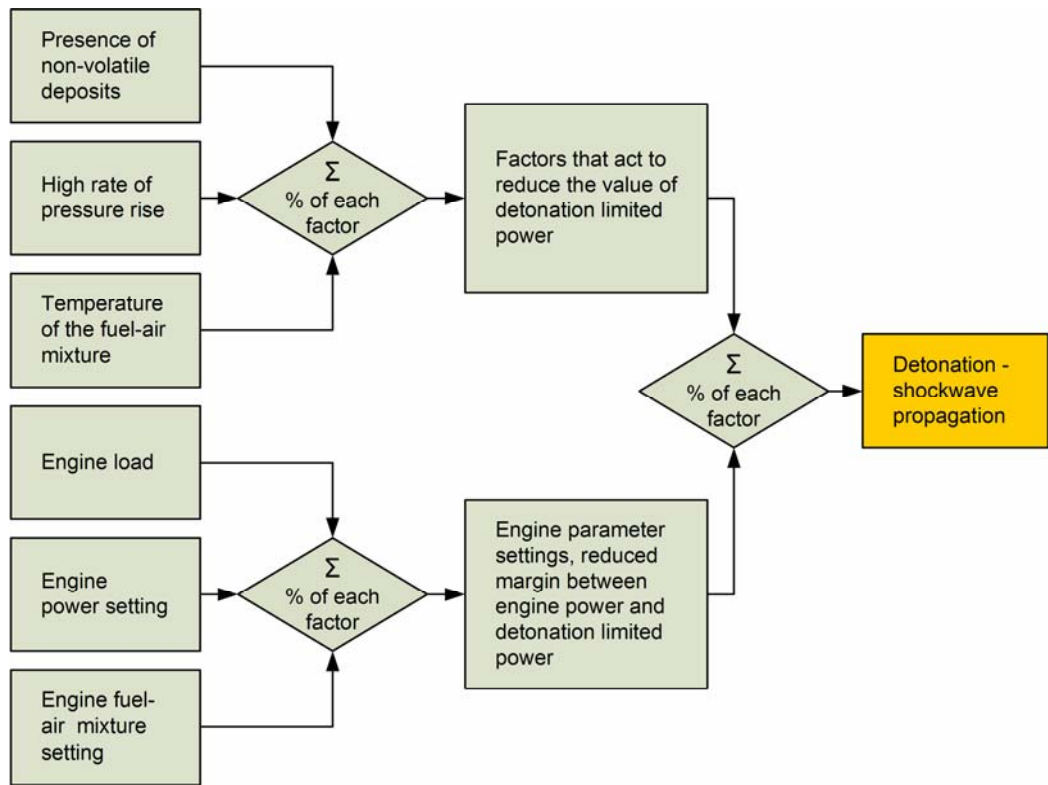 Presence of
non-volatile
deposits
High rate of
pressure rise
Temperature
of the fuel-air
mixture
Σ
% of each
factor
Factors that act to
reduce the value of
detonation limited
power
Engine load
Engine
power setting
Engine fuel-
air mixture
setting
Σ
% of each
factor
Engine parameter
settings, reduced
margin between
engine power and
detonation limited
power
Σ
% of each
factor
Detonation -
shockwave
propagation